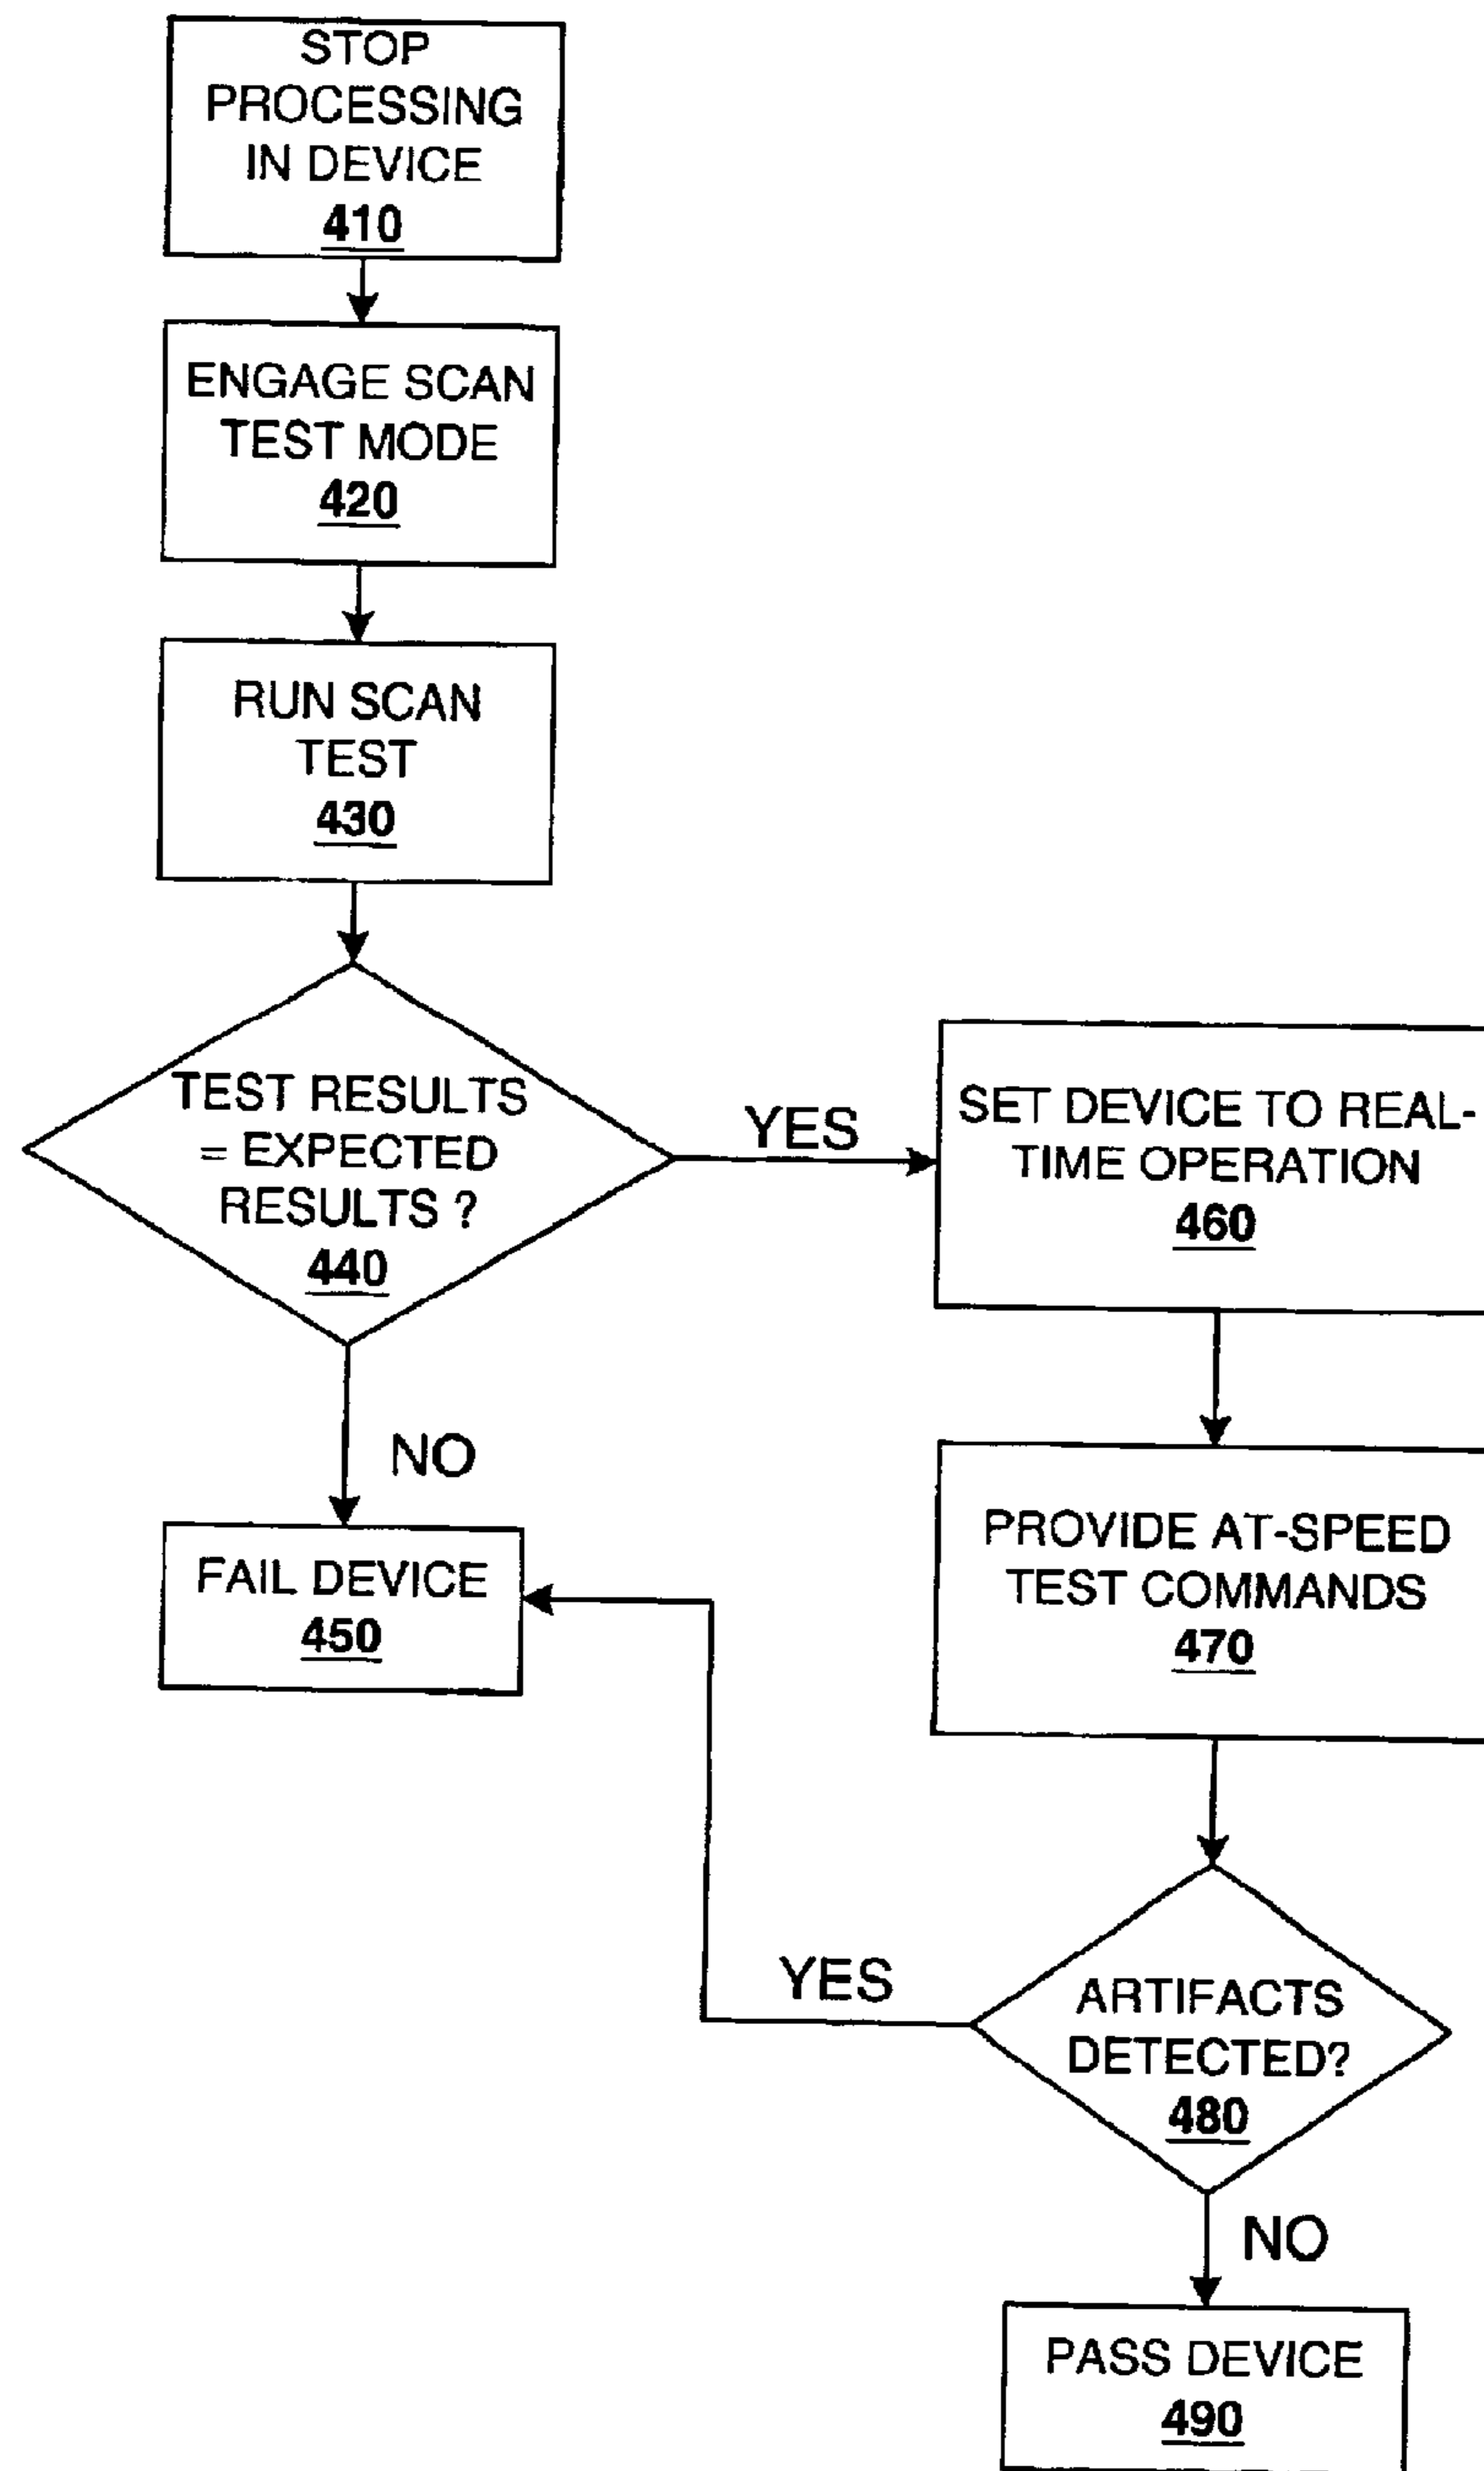 STOP
PROCESSING
IN DEVICE
410
ENGAGE SCAN
TEST MODE
420
RUN SCAN
TEST
430
TEST RESULTS
= EXPECTED
RESULTS ?
440
YES
NO
FAIL DEVICE
450
SET DEVICE TO REAL-
TIME OPERATION
460
PROVIDE AT-SPEED
TEST COMMANDS
470
ARTIFACTS
DETECTED?
480
YES
NO
PASS DEVICE
490